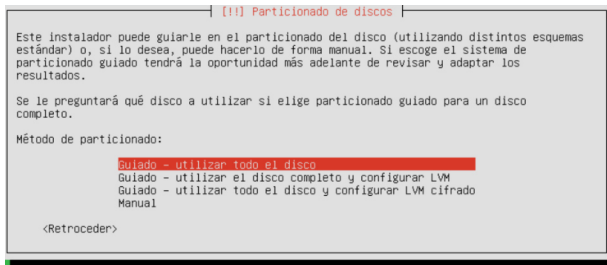 [!!] Particionado de discos
Este instalador puede guiarle en el particionado del disco (utilizando distintos esquemas
estándar) o, si lo desea, puede hacerlo de forma manual. Si escoge el sistema de
particionado guiado tendrá la oportunidad más adelante de revisar y adaptar los
resultados.
Se le preguntará qué disco a utilizar si elige particionado guiado para un disco
completo.
Método de particionado:
Guiado – utilizar todo el disco
Guiado – utilizar el disco completo y configurar LVM
Guiado – utilizar todo el disco y configurar LVM cifrado
Manual
<Retroceder>